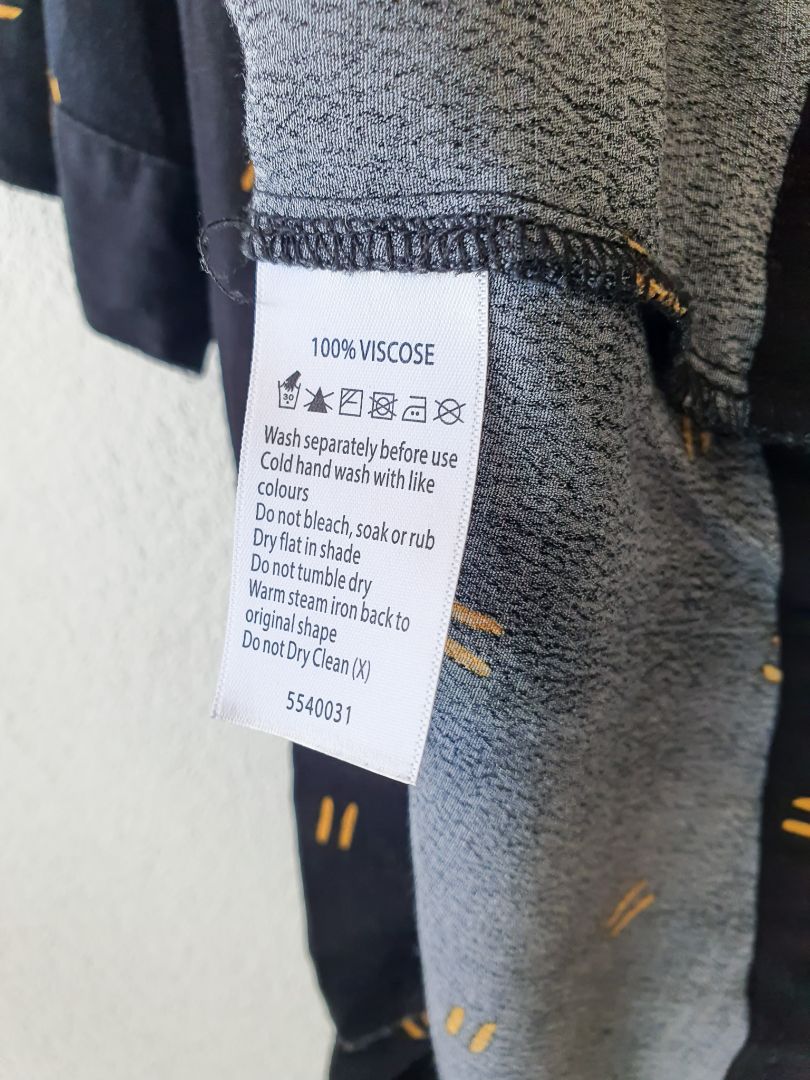 100% VISCOSE
30
Wash separately before use
Cold hand wash with like
colours
Do not bleach, soak or rub
Dry flat in shade
Do not tumble dry
Warm steam iron back to
original shape
Do not Dry Clean (X)
5540031